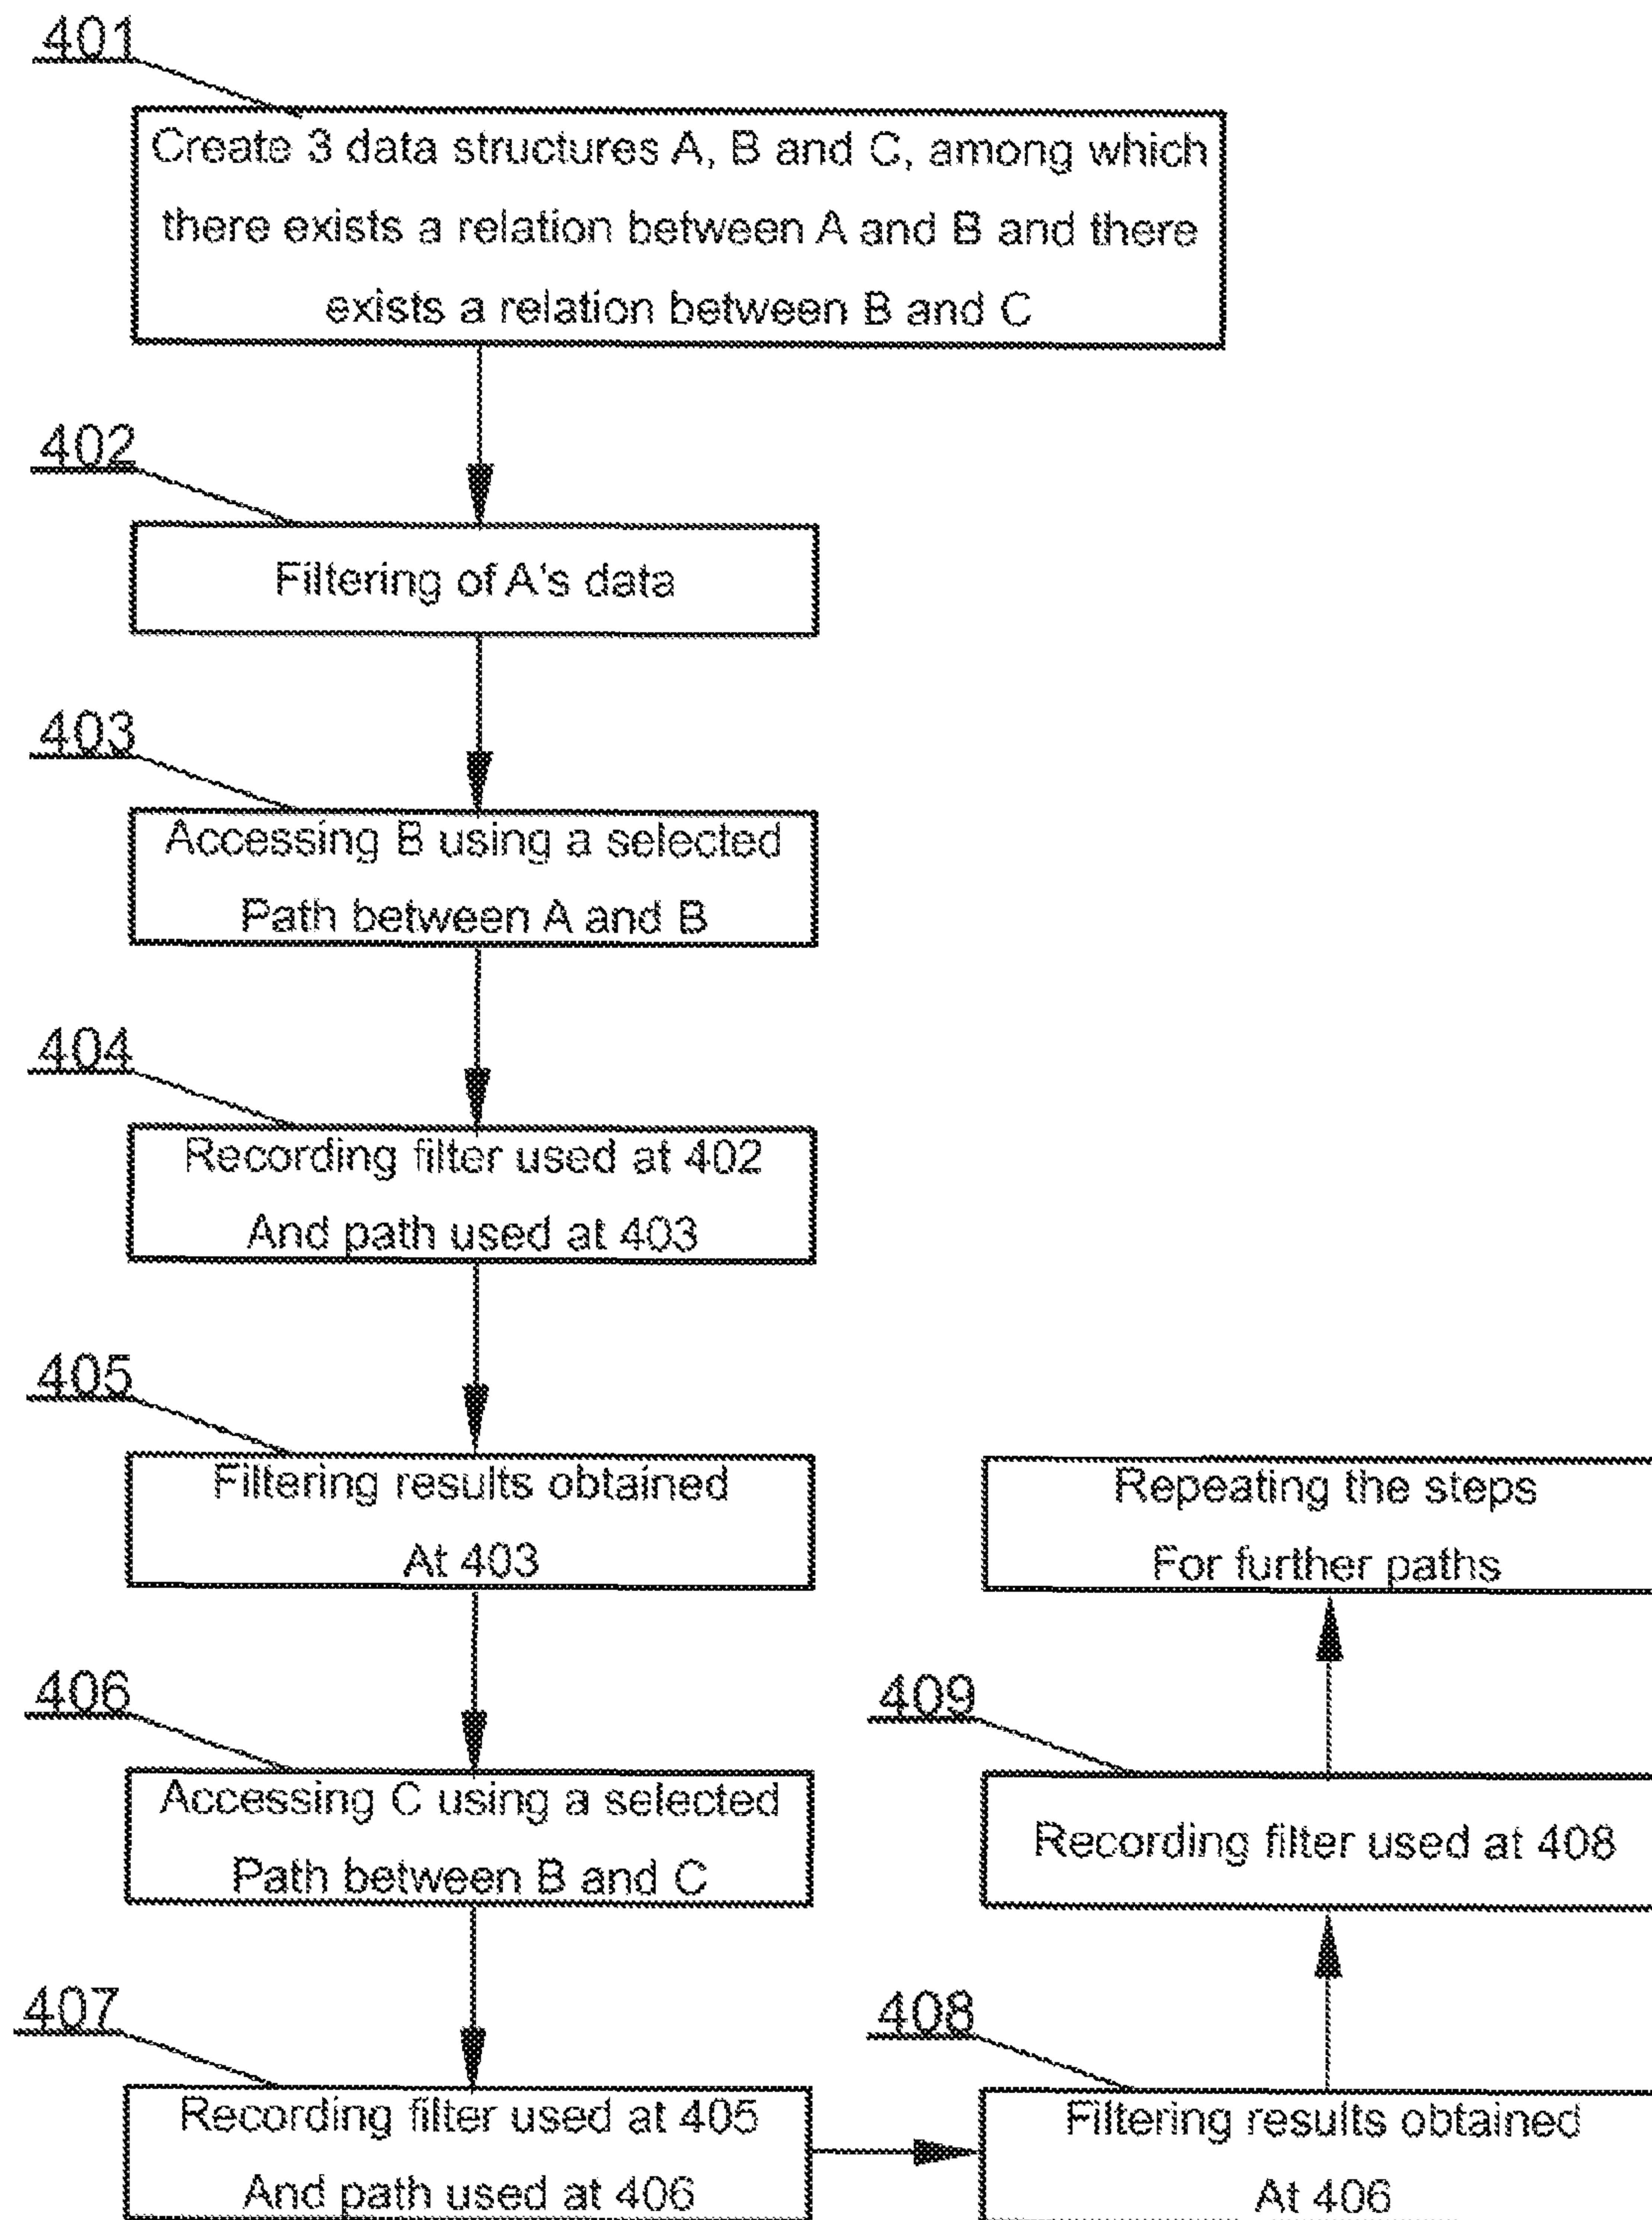 401
Create 3 data structures A, B and C, among which
there exists a relation between A and B and there
exists a relation between B and C
402
Filtering of A's data
403
Accessing B using a selected
Path between A and B
404
Recording filter used at 402
And path used at 403
405
Filtering results obtained
At 403
406
Accessing C using a selected
Path between B and C
407
Recording filter used at 405
And path used at 406
408
Filtering results obtained
At 406
409
Recording filter used at 408
Repeating the steps
For further paths